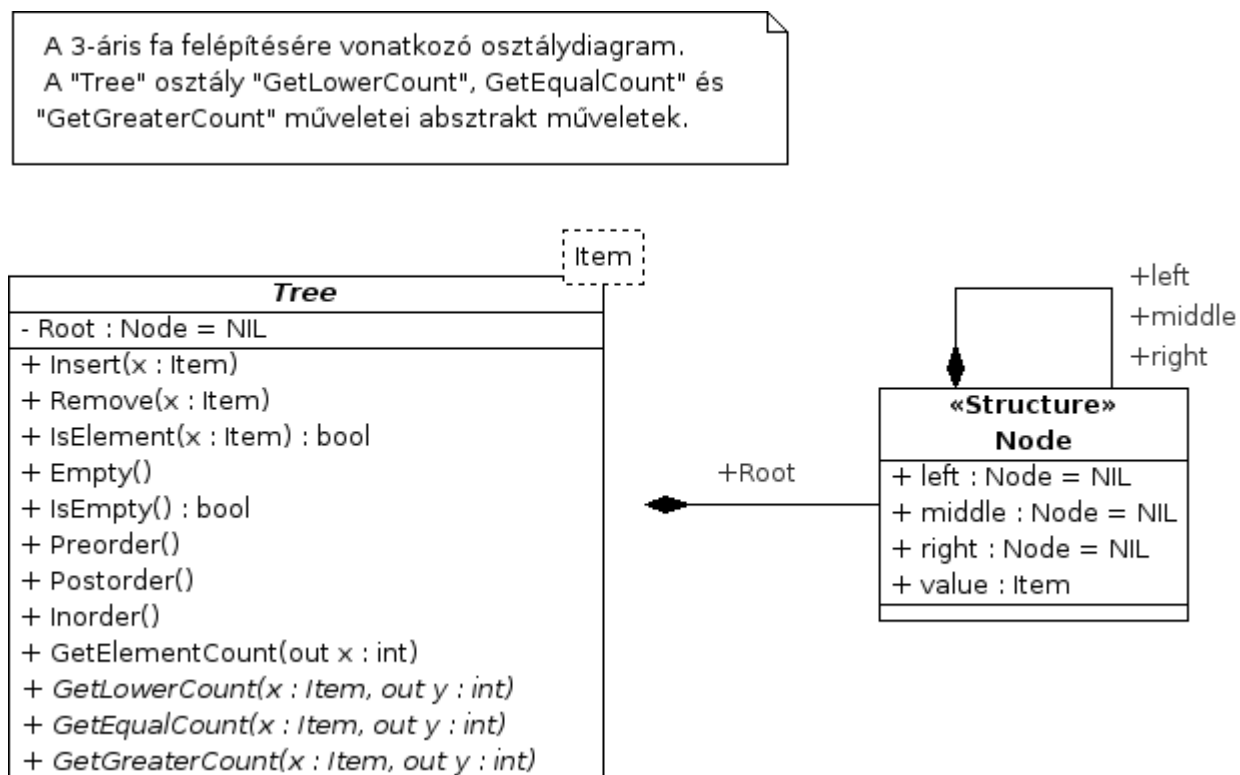 A 3-áris fa felépítésére vonatkozó osztálydiagram.
A "Tree" osztály "GetLowerCount", GetEqualCount" és
"GetGreaterCount" műveletei absztrakt műveletek.
Item
Tree
- Root : Node = NIL
+ Insert(x : Item)
+ Remove(x : Item)
+ IsElement(x : Item) : bool
+ Empty()
+ IsEmpty() : bool
+ Preorder()
+ Postorder()
+ Inorder()
+ GetElementCount(out x : int)
+ GetLowerCount(x : Item, out y : int)
+ GetEqualCount(x : Item, out y : int)
+ GetGreaterCount(x : Item, out y : int)
+Root
+left
+middle
+right
«Structure»
Node
+ left : Node = NIL
+ middle : Node = NIL
+ right : Node = NIL
+ value : Item